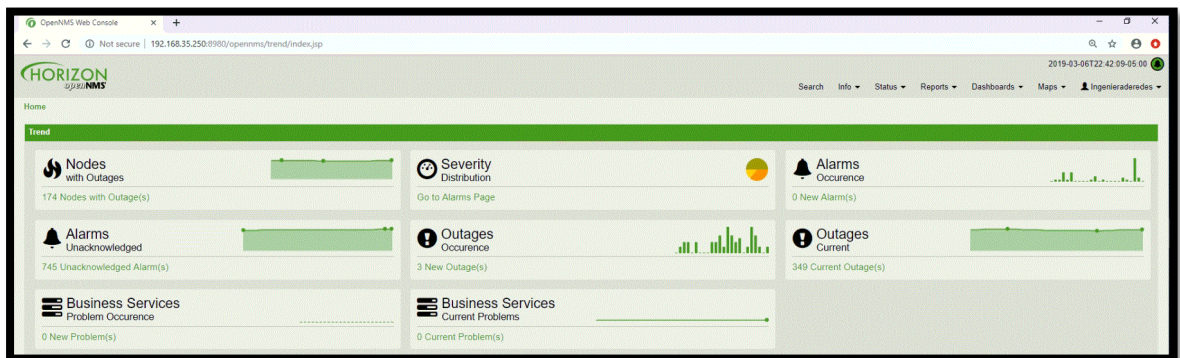 OpenNMS Web Console
Not secure | 192.168.35.250:8980/opennms/trend/index.jsp
2019-03-06T22:42:09-05:00
HORIZON
openNMS
Search Info Status Reports Dashboards Maps Ingenieraderedes
Home
Trend
Nodes
with Outages
174 Nodes with Outage(s)
Severity
Distribution
Go to Alarms Page
Alarms
Occurence
0 New Alarm(s)
Alarms
Unacknowledged
745 Unacknowledged Alarm(s)
Outages
Occurence
3 New Outage(s)
Outages
Current
349 Current Outage(s)
Business Services
Problem Occurence
0 New Problem(s)
Business Services
Current Problems
0 Current Problem(s)